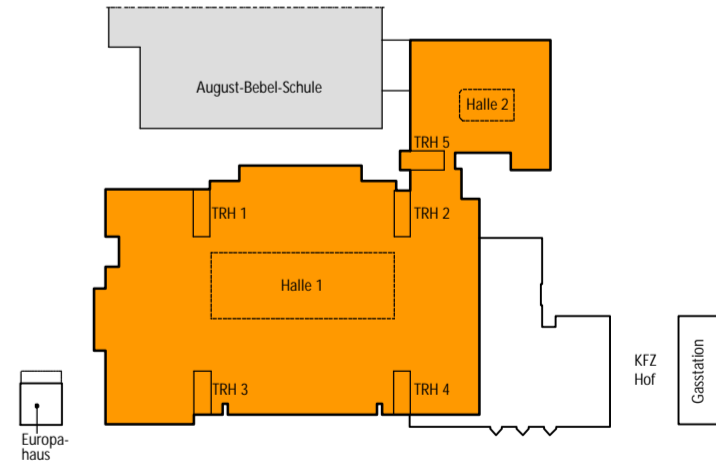 August-Bebel-Schule
Halle 2
TRH 5
TRH 1
TRH 2
Halle 1
TRH 3
TRH 4
KFZ
Hof
Gasstation
Europa-
haus